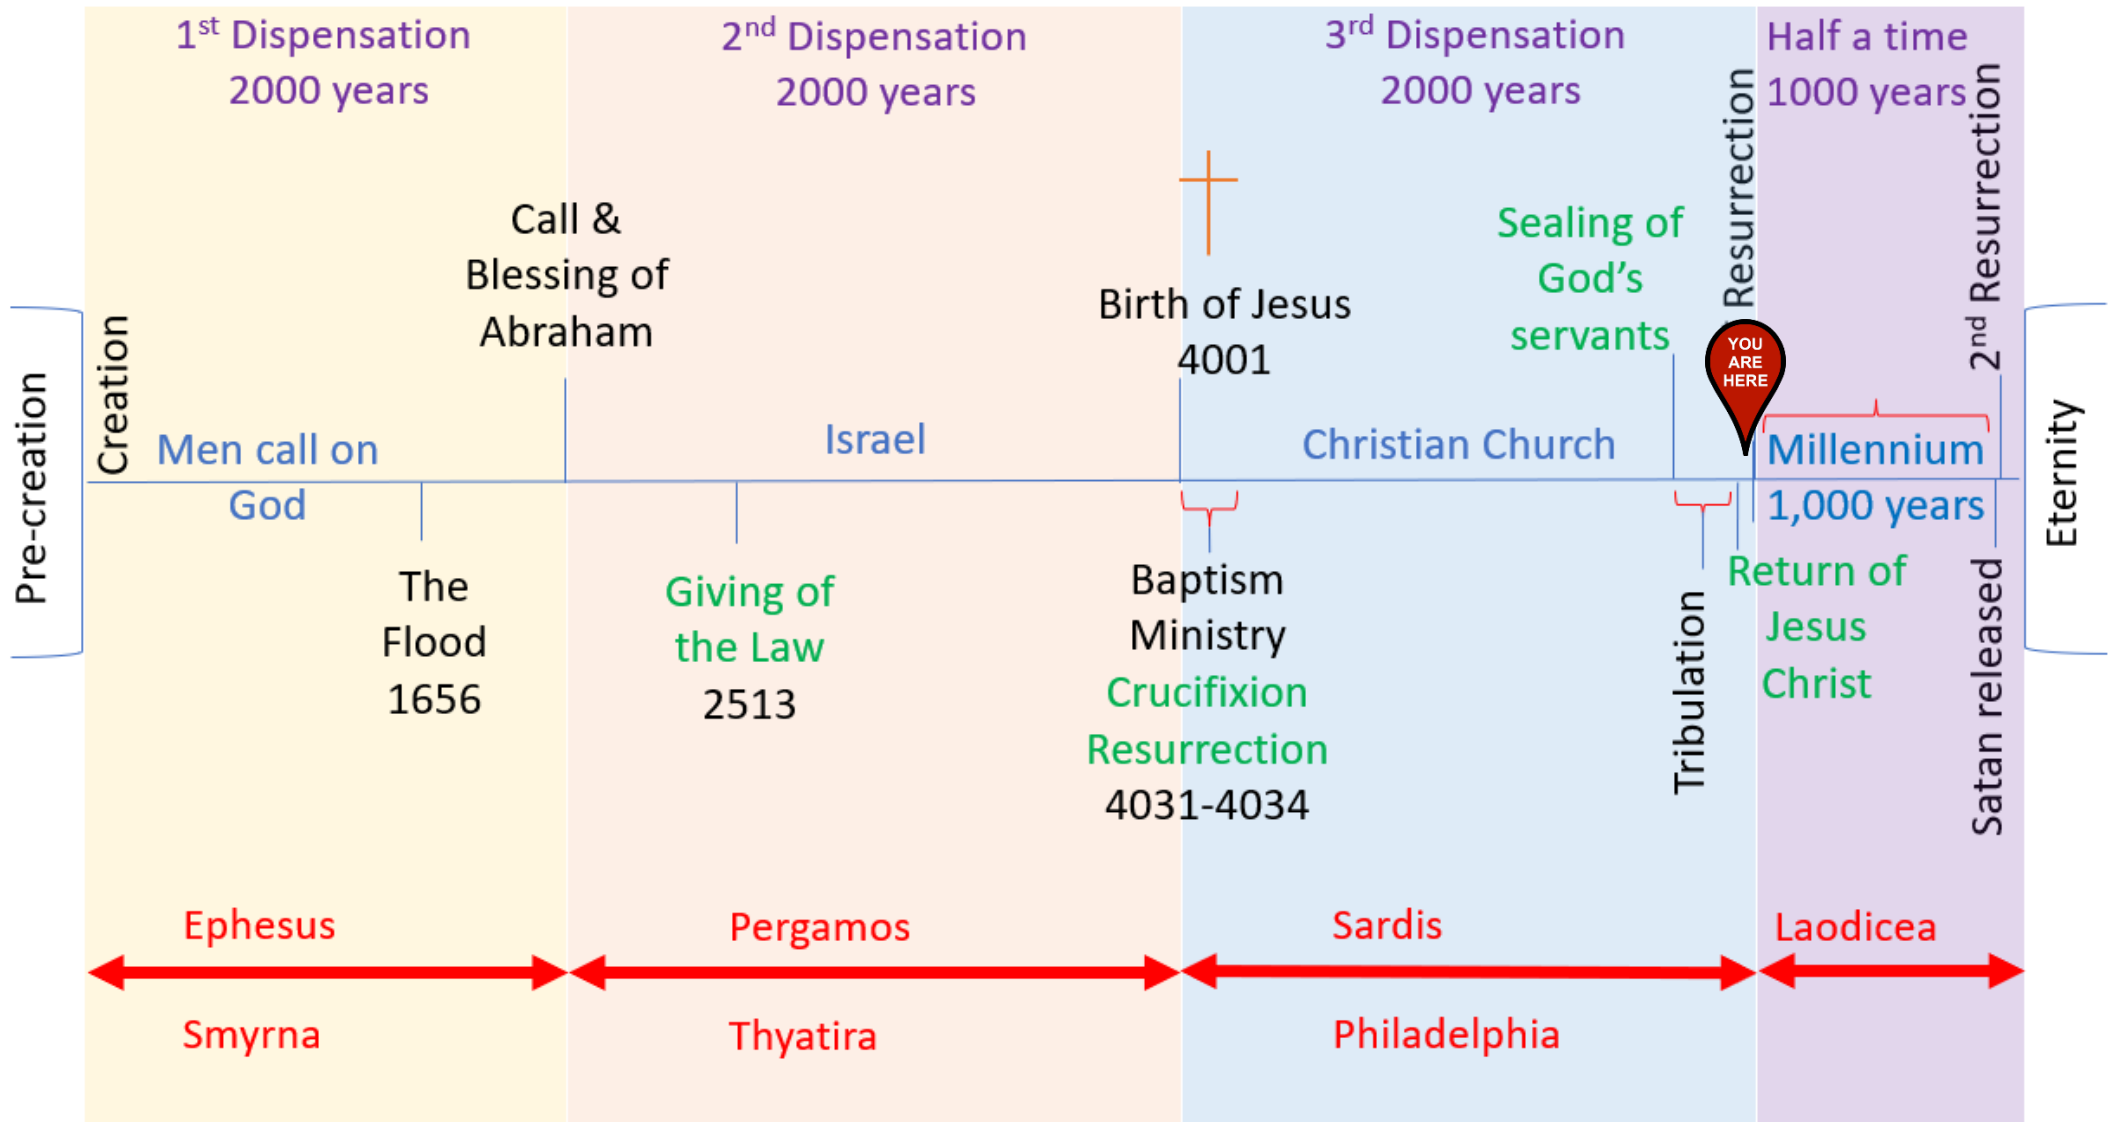 1st Dispensation
2000 years
2nd Dispensation
2000 years
3rd Dispensation
2000 years
Half a time
1000 years
Pre-creation
Creation
Men call on
God
The
Flood
1656
Call &
Blessing of
Abraham
Israel
Giving of
the Law
2513
Birth of Jesus
4001
Baptism
Ministry
Crucifixion
Resurrection
4031-4034
Christian Church
Sealing of
God’s
servants
Tribulation
Resurrection
YOU
ARE
HERE
Return of
Jesus
Christ
Millennium
1,000 years
2nd Resurrection
Satan released
Eternity
Ephesus
Smyrna
Pergamos
Thyatira
Sardis
Philadelphia
Laodicea